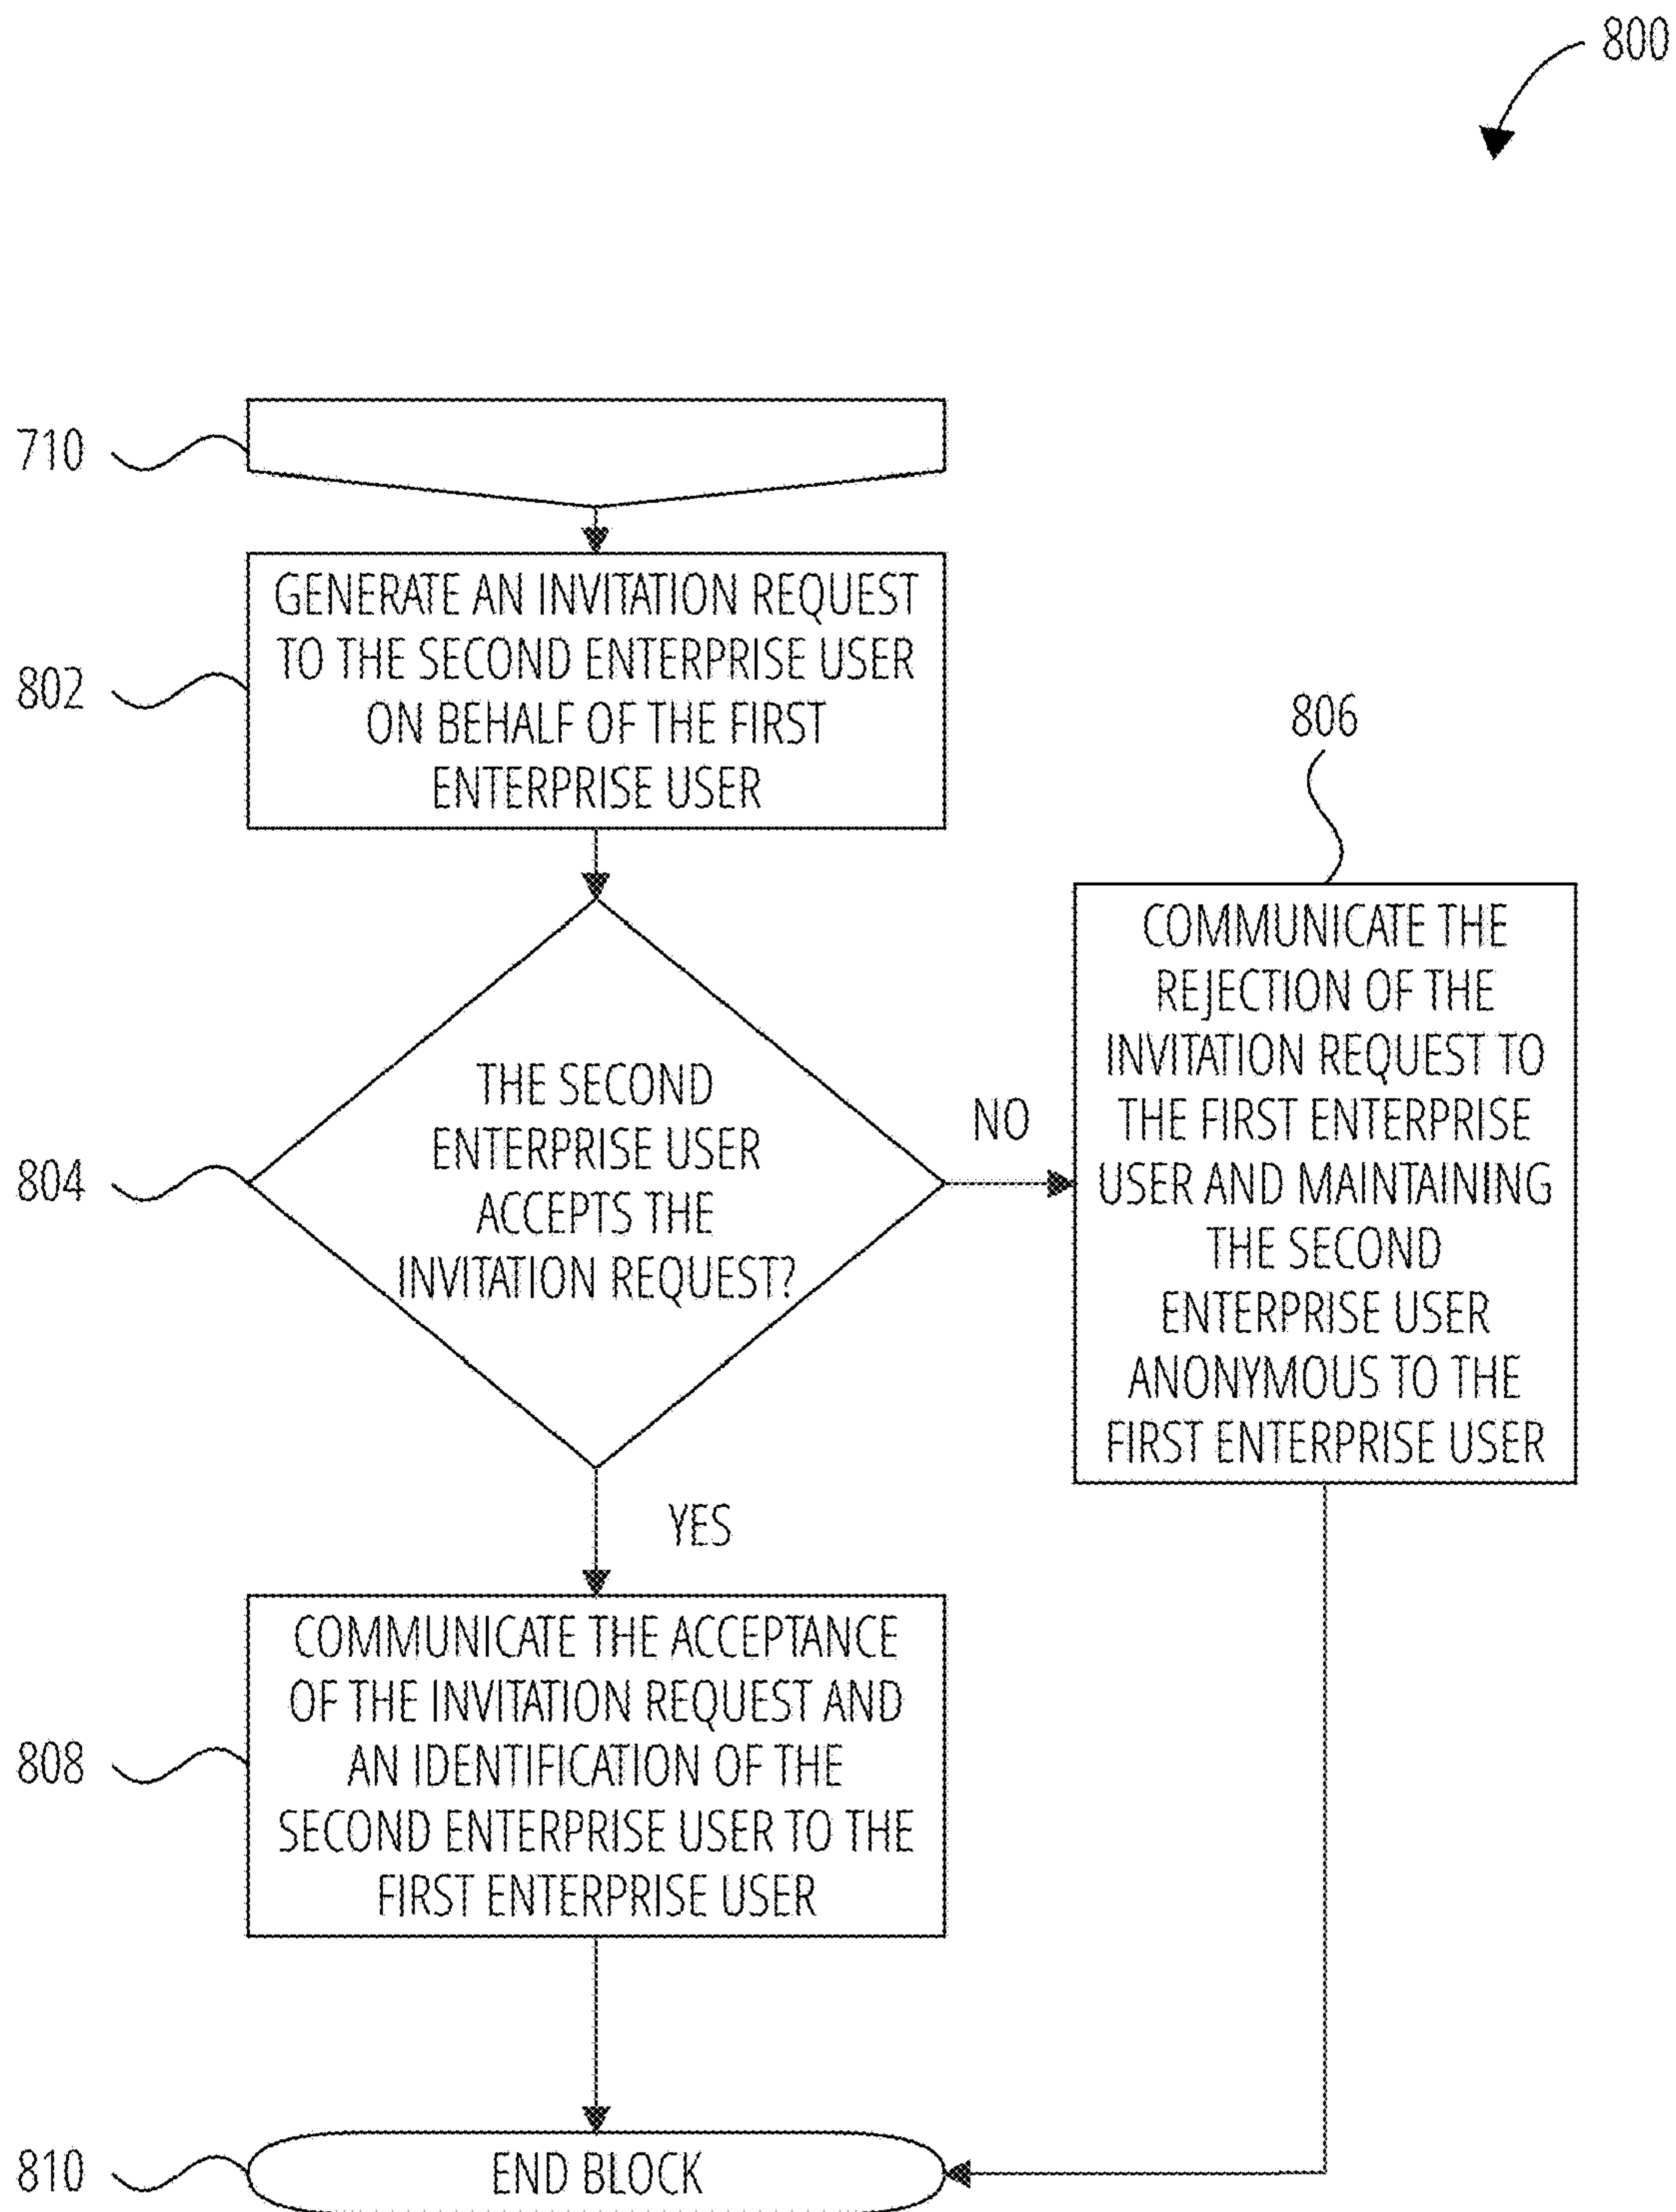 800
710
802
GENERATE AN INVITATION REQUEST
TO THE SECOND ENTERPRISE USER
ON BEHALF OF THE FIRST
ENTERPRISE USER
804
THE SECOND
ENTERPRISE USER
ACCEPTS THE
INVITATION REQUEST?
NO
806
COMMUNICATE THE
REJECTION OF THE
INVITATION REQUEST TO
THE FIRST ENTERPRISE
USER AND MAINTAINING
THE SECOND
ENTERPRISE USER
ANONYMOUS TO THE
FIRST ENTERPRISE USER
YES
808
COMMUNICATE THE ACCEPTANCE
OF THE INVITATION REQUEST AND
AN IDENTIFICATION OF THE
SECOND ENTERPRISE USER TO THE
FIRST ENTERPRISE USER
810
END BLOCK